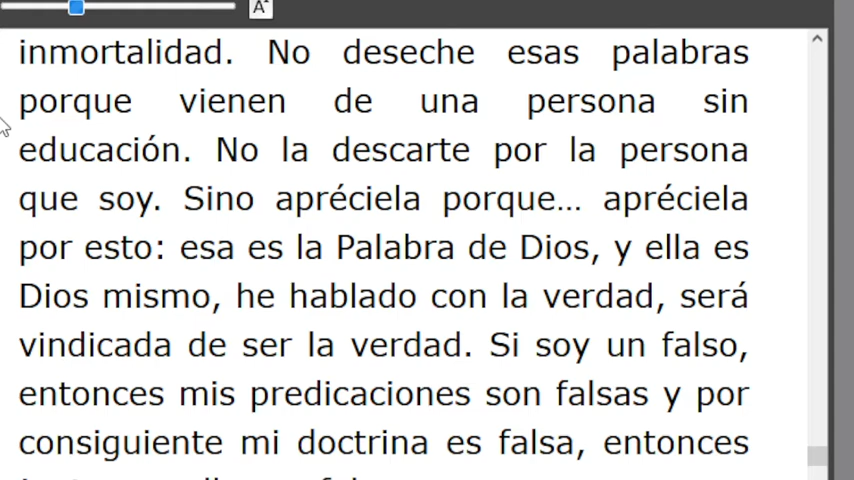 A
inmortalidad. No deseche esas palabras
porque vienen de una persona sin
educación. No la descarte por la persona
que soy. Sino apréciela porque... apréciela
por esto: esa es la Palabra de Dios, y ella es
Dios mismo, he hablado con la verdad, será
vindicada de ser la verdad. Si soy un falso,
entonces mis predicaciones son falsas y por
consiguiente mi doctrina es falsa, entonces